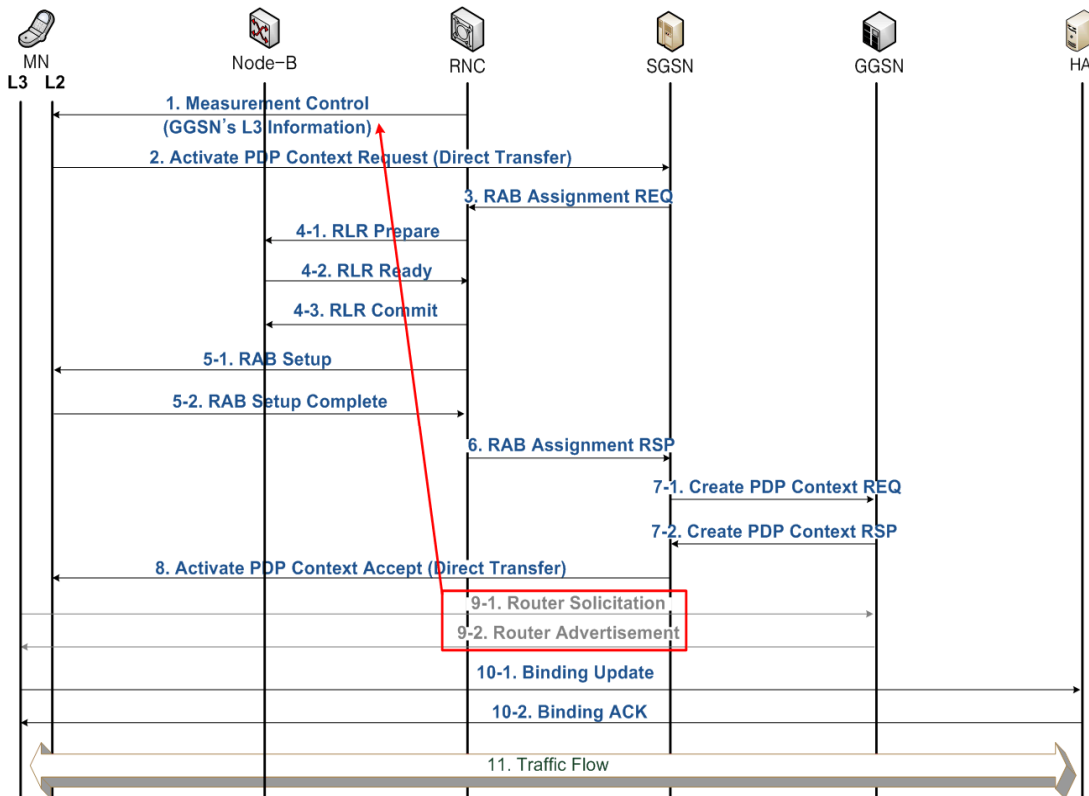 MN
Node-B
RNC
SGSN
GGSN
HA
L3
L2
1. Measurement Control
(GGSN's L3 Information)
2. Activate PDP Context Request (Direct Transfer)
3. RAB Assignment REQ
4-1. RLR Prepare
4-2. RLR Ready
4-3. RLR Commit
5-1. RAB Setup
5-2. RAB Setup Complete
6. RAB Assignment RSP
7-1. Create PDP Context REQ
7-2. Create PDP Context RSP
8. Activate PDP Context Accept (Direct Transfer)
9-1. Router Solicitation
9-2. Router Advertisement
10-1. Binding Update
10-2. Binding ACK
11. Traffic Flow